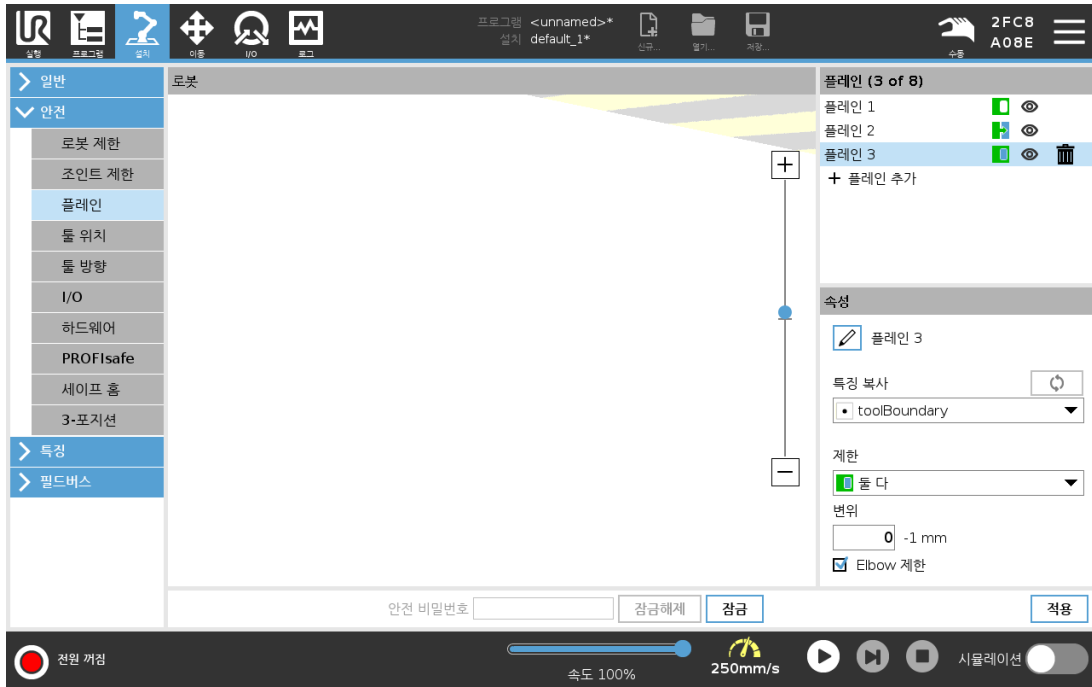 UR
실행
프로그램
설치
이동
I/O
로그
프로그램 <unnamed>*
설치 default_1*
신규...
열기...
저장...
수동
2FC8
A08E
일반
안전
로봇 제한
조인트 제한
플레인
툴 위치
툴 방향
I/O
하드웨어
PROFIsafe
세이프 홈
3-포지션
특징
필드버스
로봇
플레인 (3 of 8)
플레인 1
플레인 2
플레인 3
+ 플레인 추가
속성
플레인 3
특징 복사
toolBoundary
제한
둘 다
변위
0 -1 mm
Elbow 제한
안전 비밀번호
잠금해제
잠금
적용
전원 꺼짐
속도 100%
250mm/s
시뮬레이션